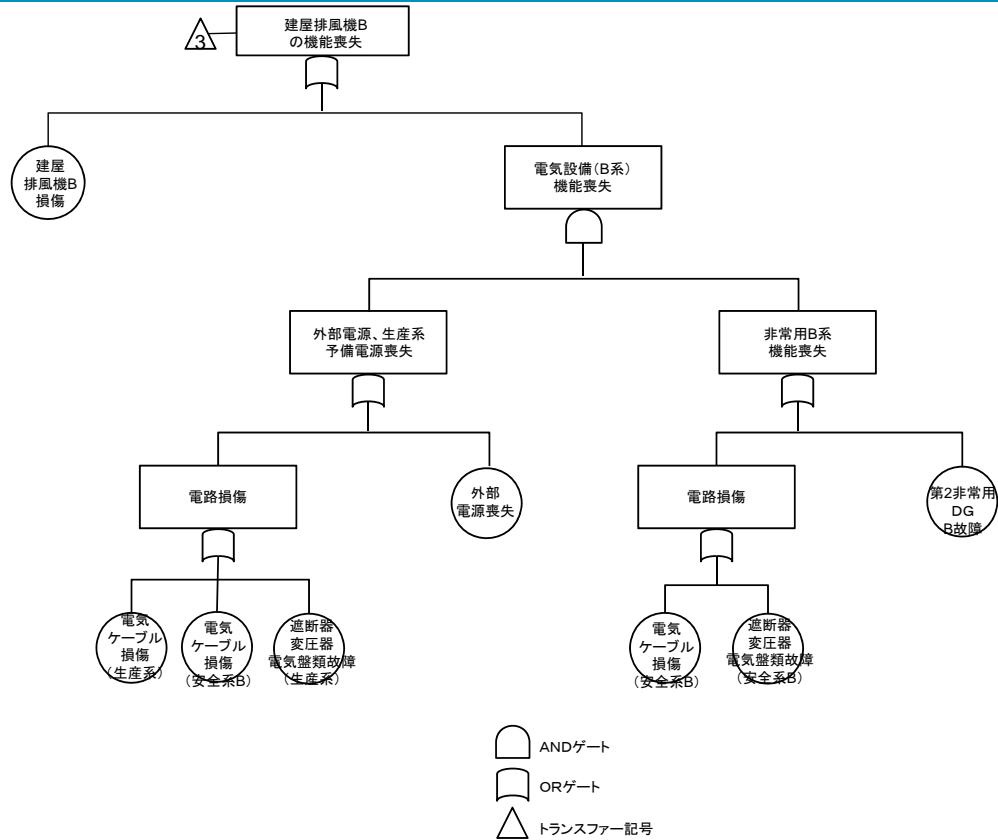 3
建屋排風機B
の機能喪失
建屋
排風機B
損傷
電気設備(B系)
機能喪失
外部電源、生産系
予備電源喪失
非常用B系
機能喪失
電路損傷
外部
電源喪失
電路損傷
第2非常用
DG
B故障
電気
ケーブル
損傷
(生産系)
電気
ケーブル
損傷
(安全系B)
遮断器
変圧器
電気盤類故障
(生産系)
電気
ケーブル
損傷
(安全系B)
遮断器
変圧器
電気盤類故障
(安全系B)
ANDゲート
ORゲート
トランスファー記号